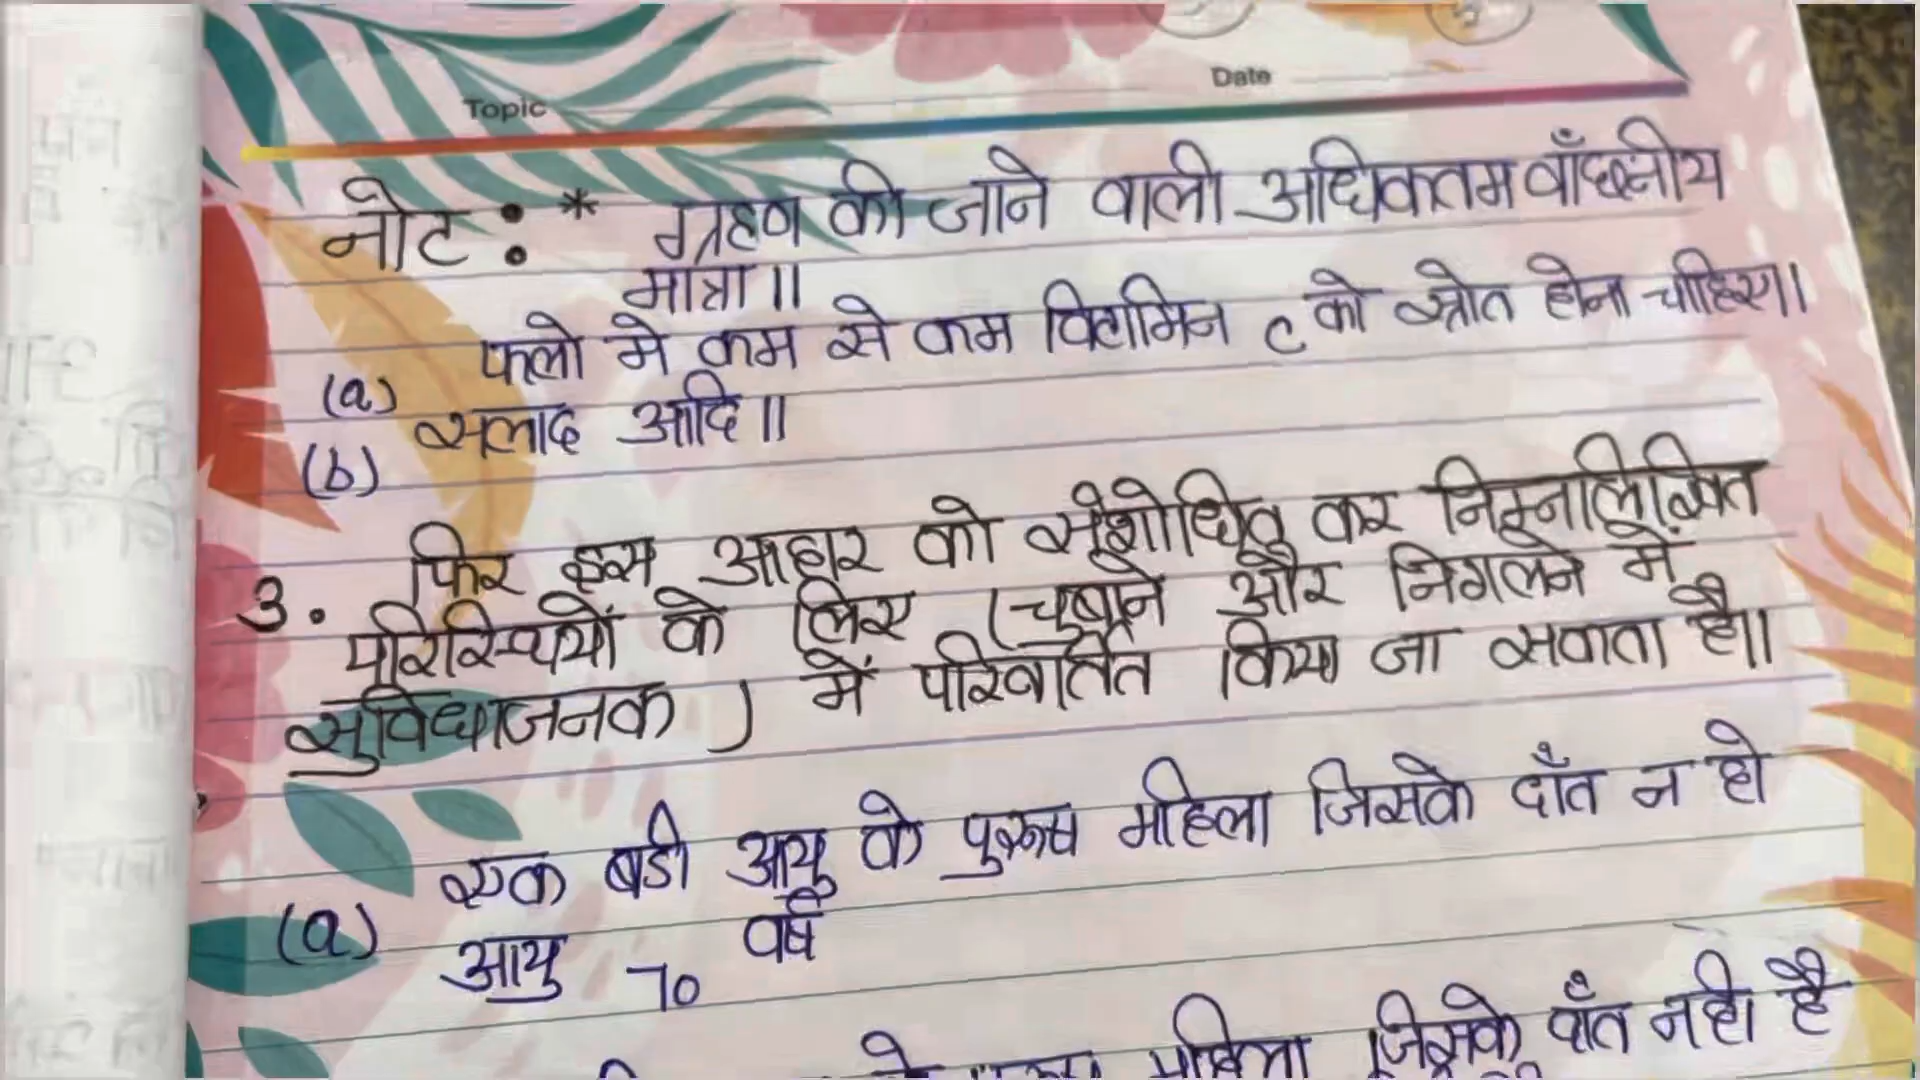 Topic
Date
नोट : * ग्रहण की जाने वाली अधिकतम वाँछनीय
मात्रा॥
(a) फलो मे कम से कम विटामिन C को स्त्रोत होना चाहिए।
(b) सलाद आदि॥
3. फिर इस आहार को संशोधित कर निम्नलिखित
परिस्थियों के लिए (चबाने और निगलने में
सुविधाजनक) में परिवर्तित किया जा सकता है।
(a) एक बडी आयु के पुरूष महिला जिसके दाँत न हो
आयु 70 वर्ष
महिला जिसके दाँत नही है